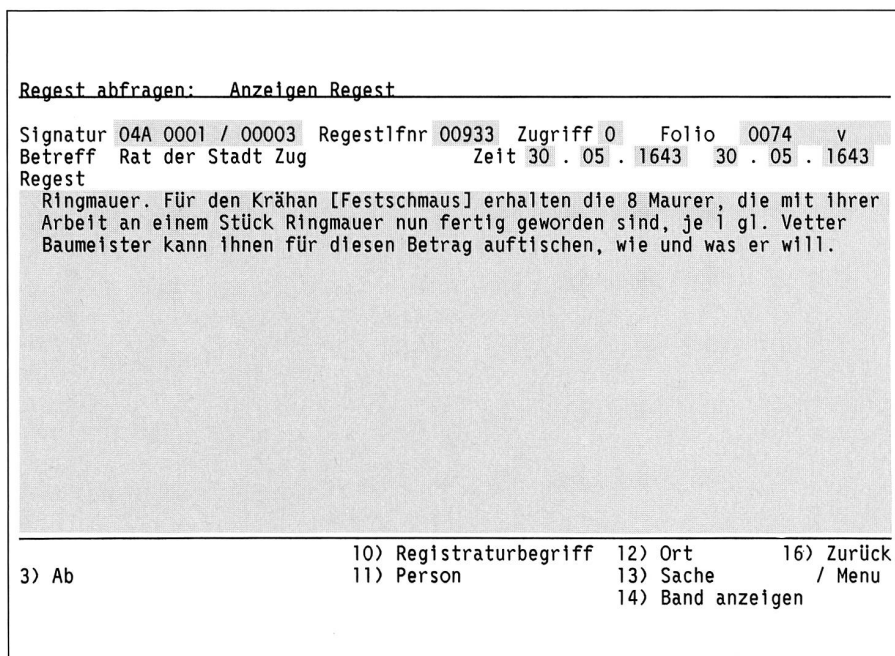 Regest abfragen: Anzeigen Regest
Signatur 04A 0001 / 00003 Regestlfnr 00933 Zugriff 0 Folio 0074 v
Betreff Rat der Stadt Zug Zeit 30 . 05 . 1643 30 . 05 . 1643
Regest
Ringmauer. Für den Krähan [Festschmaus] erhalten die 8 Maurer, die mit ihrer
Arbeit an einem Stück Ringmauer nun fertig geworden sind, je 1 gl. Vetter
Baumeister kann ihnen für diesen Betrag auftischen, wie und was er will.
10) Registraturbegriff 12) Ort 16) Zurück
3) Ab 11) Person 13) Sache / Menu
14) Band anzeigen